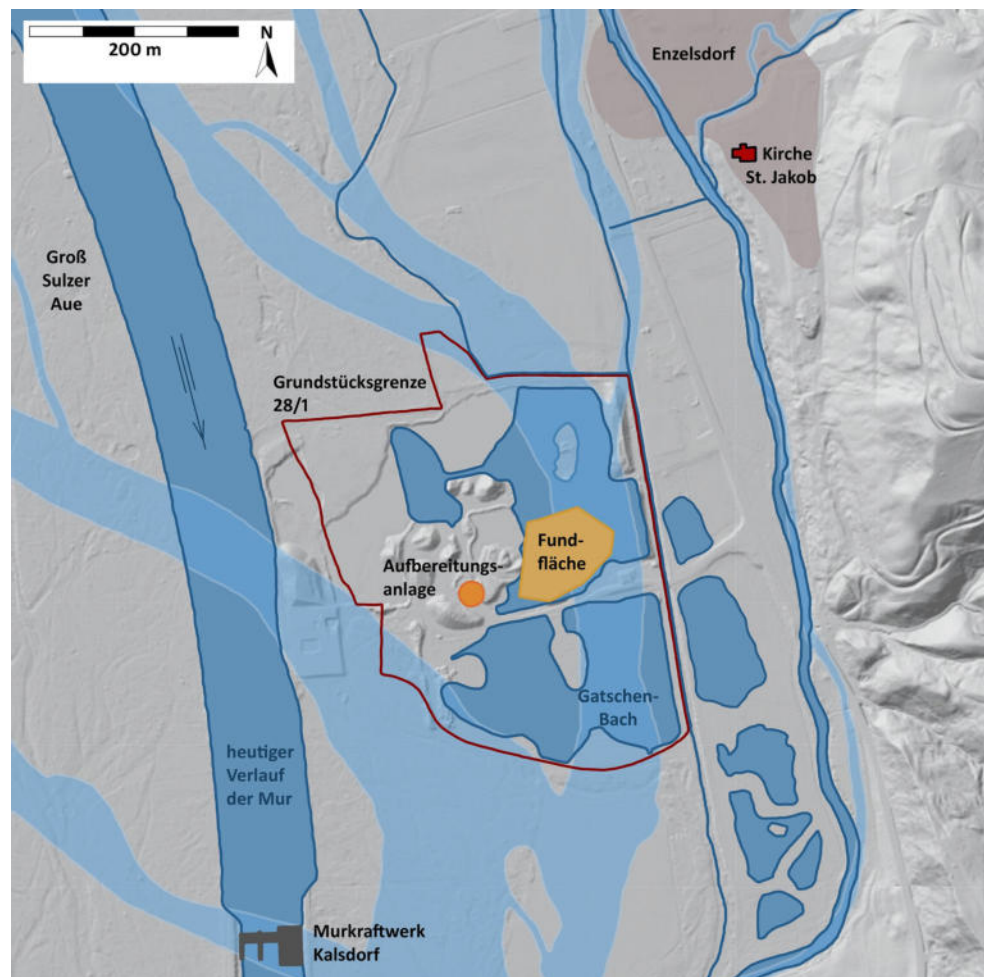 200 m
N
Enzelsdorf
Kirche
St. Jakob
Groß
Sulzer
Aue
Grundstücksgrenze
28/1
Fund-
fläche
Aufbereitungs-
anlage
Gatschen-
Bach
heutiger
Verlauf
der Mur
Murkraftwerk
Kalsdorf